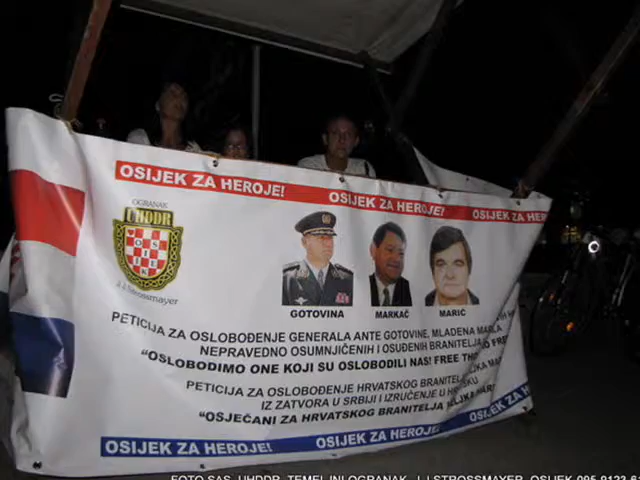 OSIJEK ZA HEROJE! OSIJEK ZA HEROJE! OSIJEK ZA HER
OGRANAK
UHDDR
OSIJEK
J.J.Strossmayer
GOTOVINA MARKAČ MARIĆ
PETICIJA ZA OSLOBOĐENJE GENERALA ANTE GOTOVINE, MLADENA
NEPRAVEDNO OSUMNJIČENIH I OSUĐENIH BRANITELJA
“OSLOBODIMO ONE KOJI SU OSLOBODILI NAS! FREE
PETICIJA ZA OSLOBOĐENJE HRVATSKOG BRANITELJA
IZ ZATVORA U SRBIJI I IZRUČENJE U
“OSJEČANI ZA HRVATSKOG BRANITELJA
OSIJEK ZA HEROJE! OSIJEK ZA HEROJE! OSIJEK ZA H
FOTO SAS, UHDDR, TEMELJNI OGRANAK, J.J.STROSSMAYER, OSIJEK